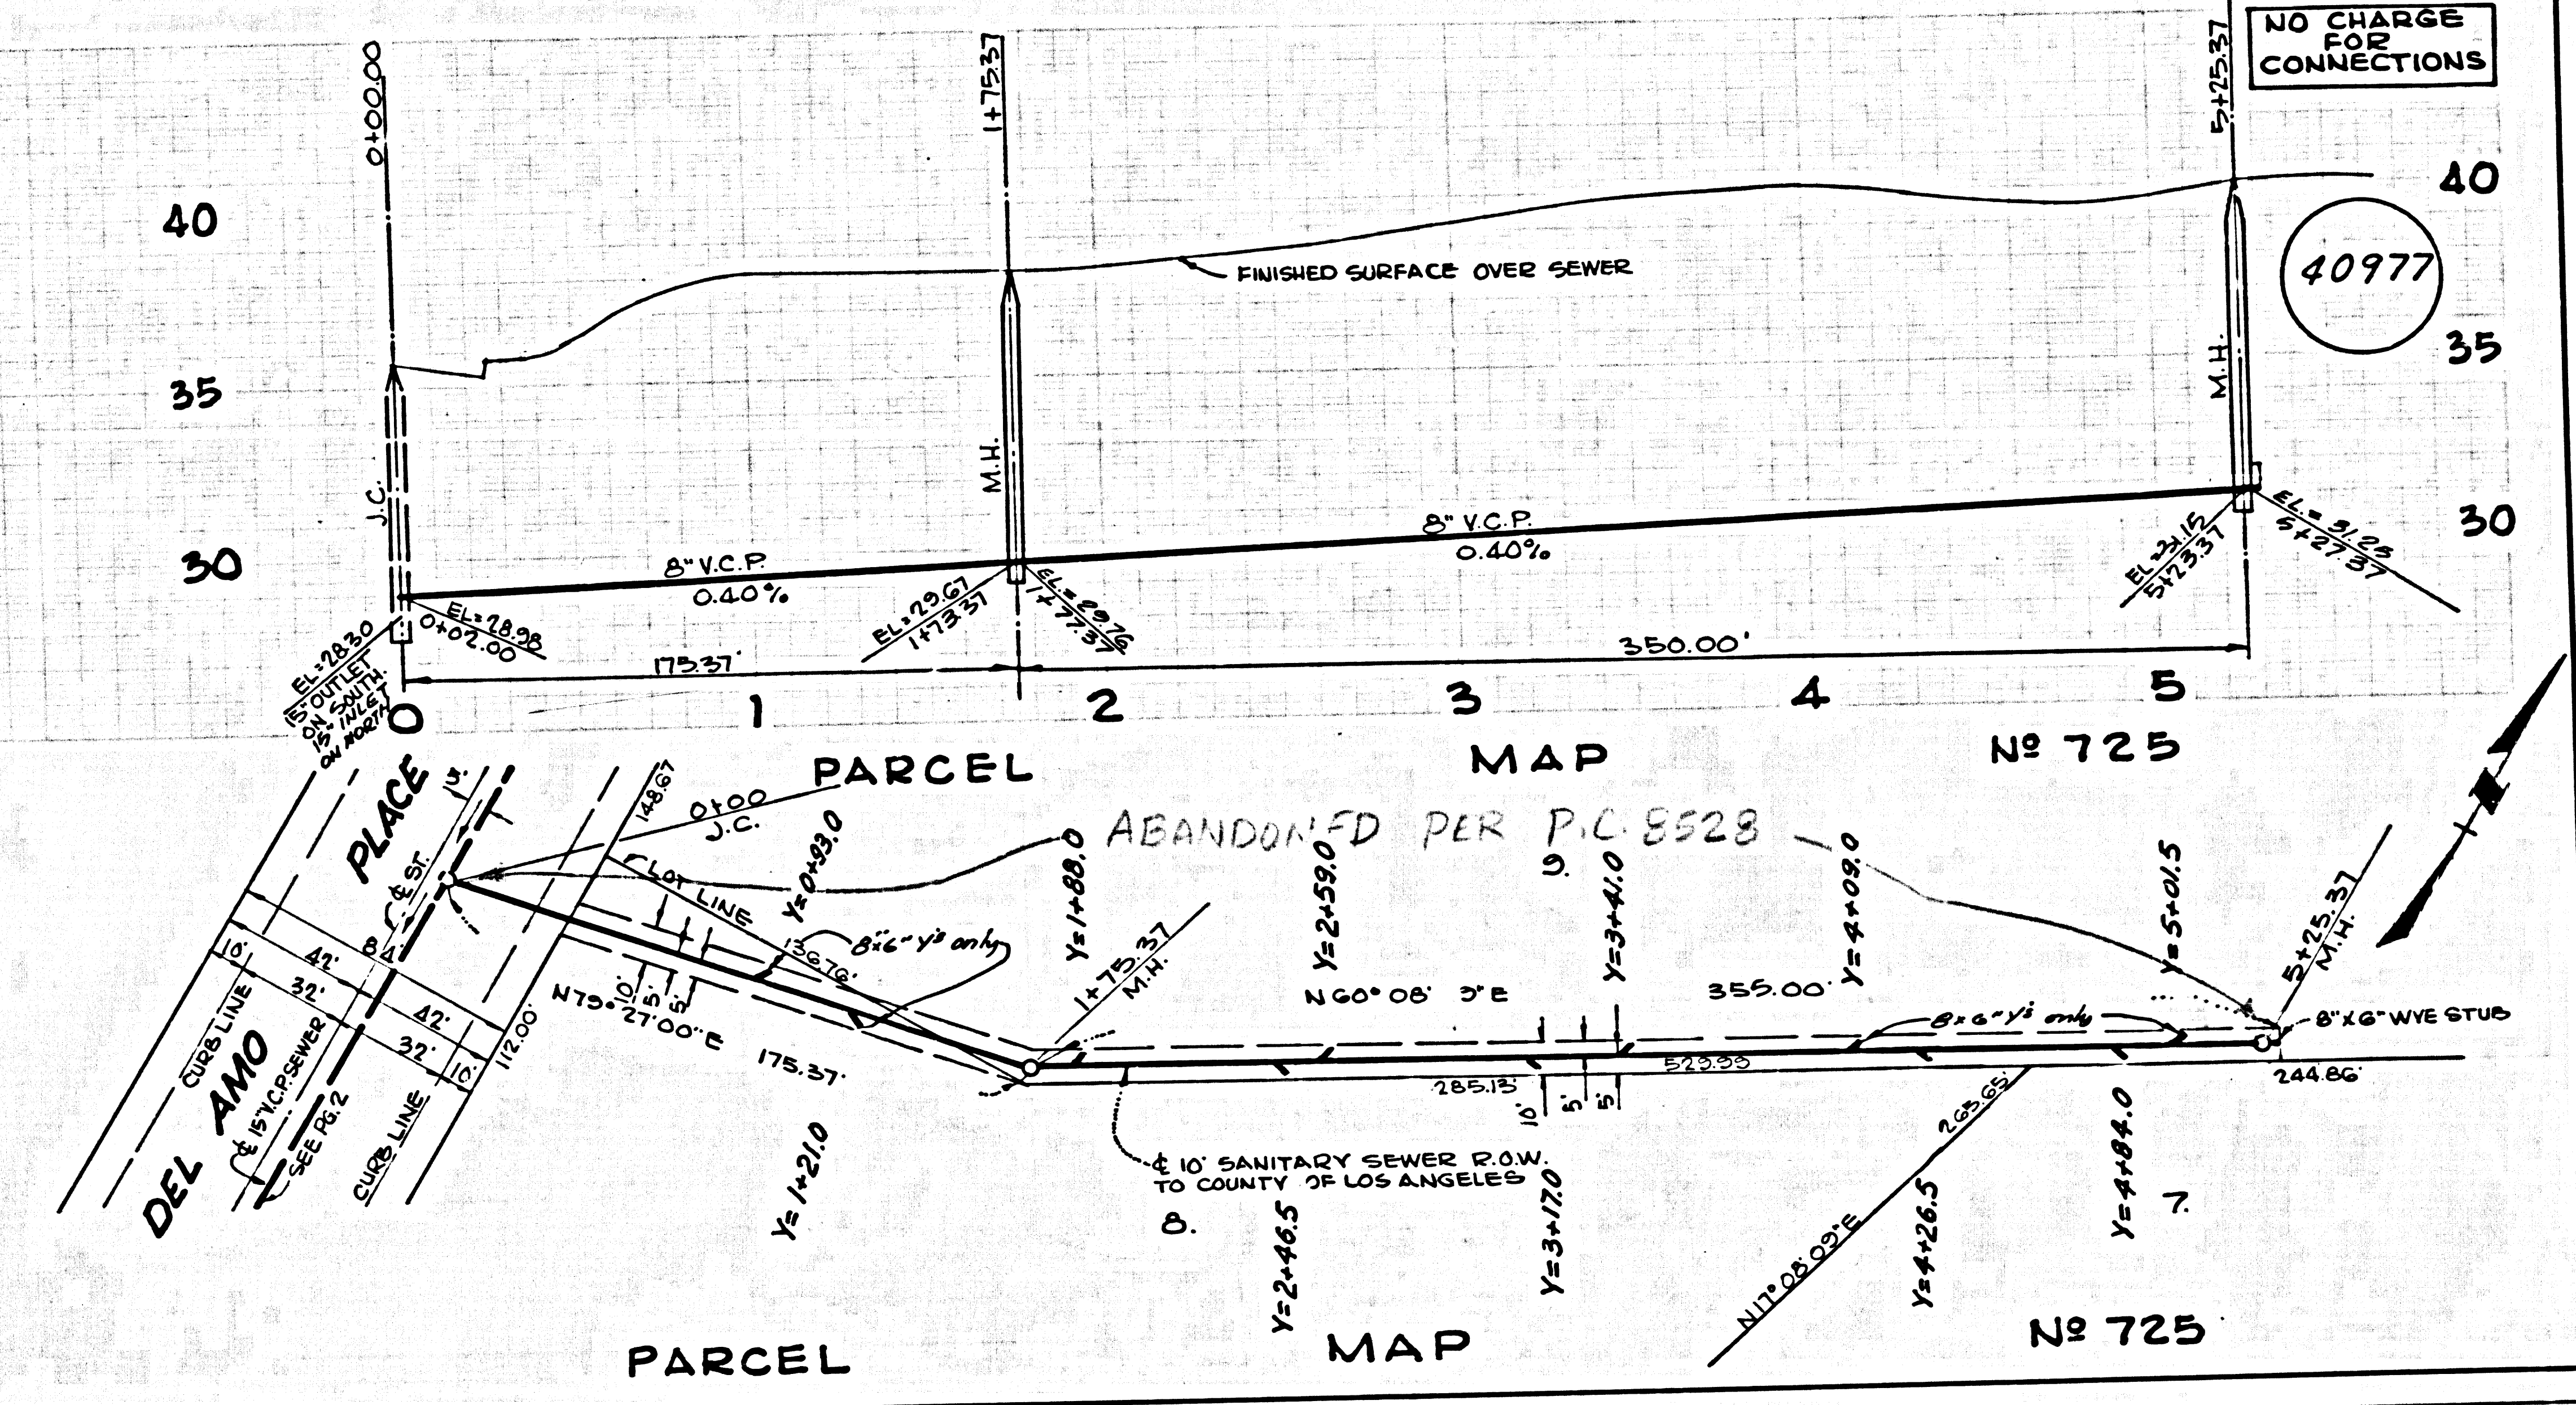 NO CHARGE
FOR
CONNECTIONS
0+00.00
1+75.37
5+25.37
40
40
40977
FINISHED SURFACE OVER SEWER
35
35
J.C.
M.H.
M.H.
30
30
8" V.C.P.
0.40%
8" V.C.P.
0.40%
EL=28.30
15" OUTLET
ON SOUTH
15" INLET
ON NORTH
EL=28.98
0+02.00
EL=29.67
1+73.37
EL=29.76
1+77.37
EL=31.15
5+23.37
EL.=31.25
5+27.37
175.37'
350.00'
0
1
2
3
4
5
PARCEL
MAP
Nº 725
PLACE
15'
℄ ST.
148.67
0+00
J.C.
LOT LINE
Y=0+93.0
ABANDONED PER P.C. 8528
9.
Y=1+88.0
Y=2+59.0
Y=3+41.0
Y=4+09.0
Y=5+01.5
8"x6" Y's only
136.76'
1+75.37
M.H.
5+25.37
M.H.
10'
42'
84'
32'
42'
32'
10'
112.00'
N79°27'00"E
10'
5'
5'
175.37'
N60°08'
355.00'
8x6" Y's only
8"X6" WYE STUB
529.99
285.13'
10'
5'
5'
244.86'
263.65'
CURB LINE
DEL AMO
℄ 15" V.C.P. SEWER
SEE PG. 2
CURB LINE
Y=1+21.0
℄ 10' SANITARY SEWER R.O.W.
TO COUNTY OF LOS ANGELES
8.
Y=2+46.5
Y=3+17.0
N17°08'09"E
Y=4+26.5
Y=4+84.0
7.
PARCEL
MAP
Nº 725